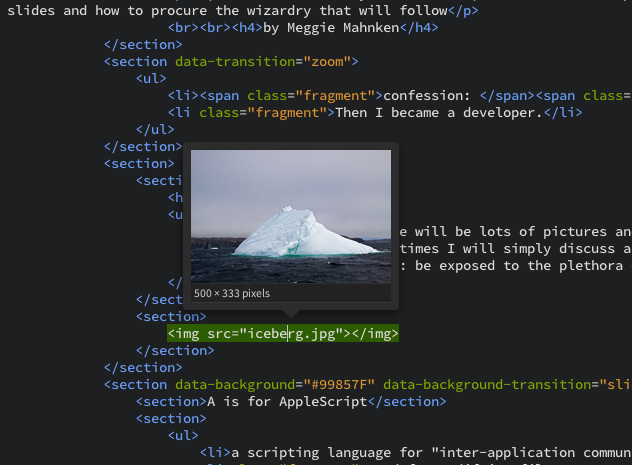 slides and how to procure the wizardry that will follow</p>
<br><br><h4>by Meggie Mahnken</h4>
</section>
<section data-transition="zoom">
<ul>
<li><span class="fragment">confession: </span><span class=
<li class="fragment">Then I became a developer.</li>
</ul>
</section>
<section>
<secti
<h
<u
e will be lots of pictures an
times I will simply discuss a
: be exposed to the plethora
</
</sect
500 × 333 pixels
<section>
<img src="iceberg.jpg"></img>
</section>
</section>
<section data-background="#99857F" data-background-transition="sli
<section>A is for AppleScript</section>
<section>
<ul>
<li>a scripting language for "inter-application commun